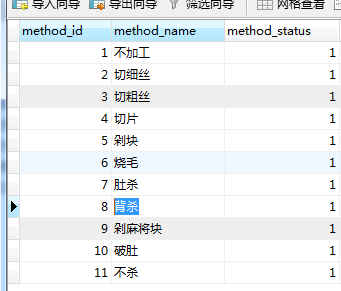 导入向导 导出向导 筛选向导 网格查看
method_id method_name method_status
1 不加工 1
2 切细丝 1
3 切粗丝 1
4 切片 1
5 剁块 1
6 烧毛 1
7 肚杀 1
8 背杀 1
9 剁麻将块 1
10 破肚 1
11 不杀 1